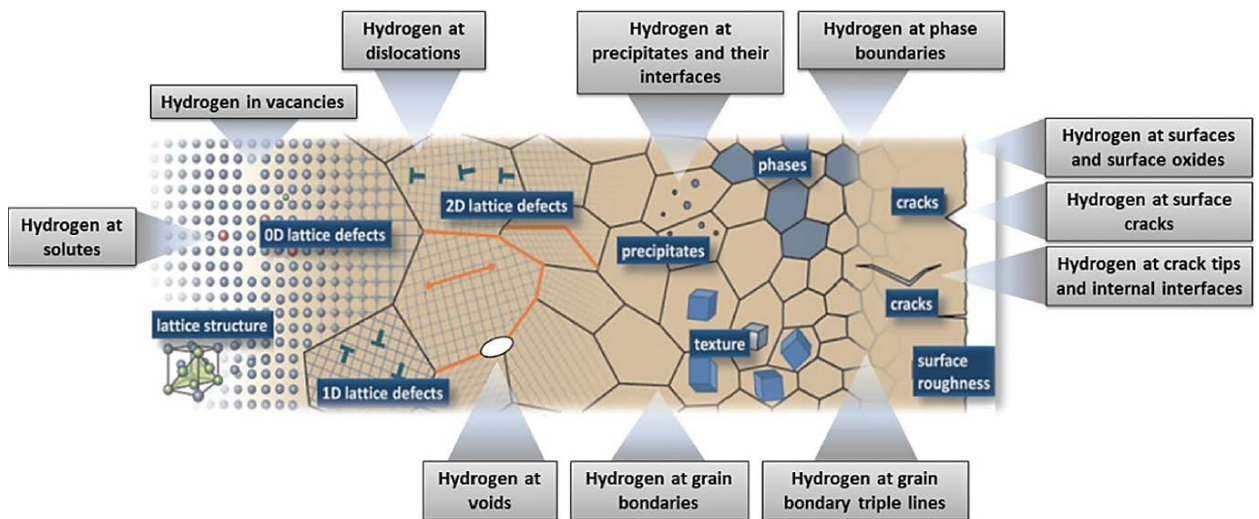 Hydrogen at
dislocations
Hydrogen at
precipitates and their
interfaces
Hydrogen at phase
boundaries
Hydrogen in vacancies
Hydrogen at surfaces
and surface oxides
Hydrogen at surface
cracks
Hydrogen at crack tips
and internal interfaces
Hydrogen at
solutes
0D lattice defects
2D lattice defects
phases
cracks
precipitates
cracks
lattice structure
texture
surface
roughness
1D lattice defects
Hydrogen at
voids
Hydrogen at grain
bondaries
Hydrogen at grain
bondary triple lines